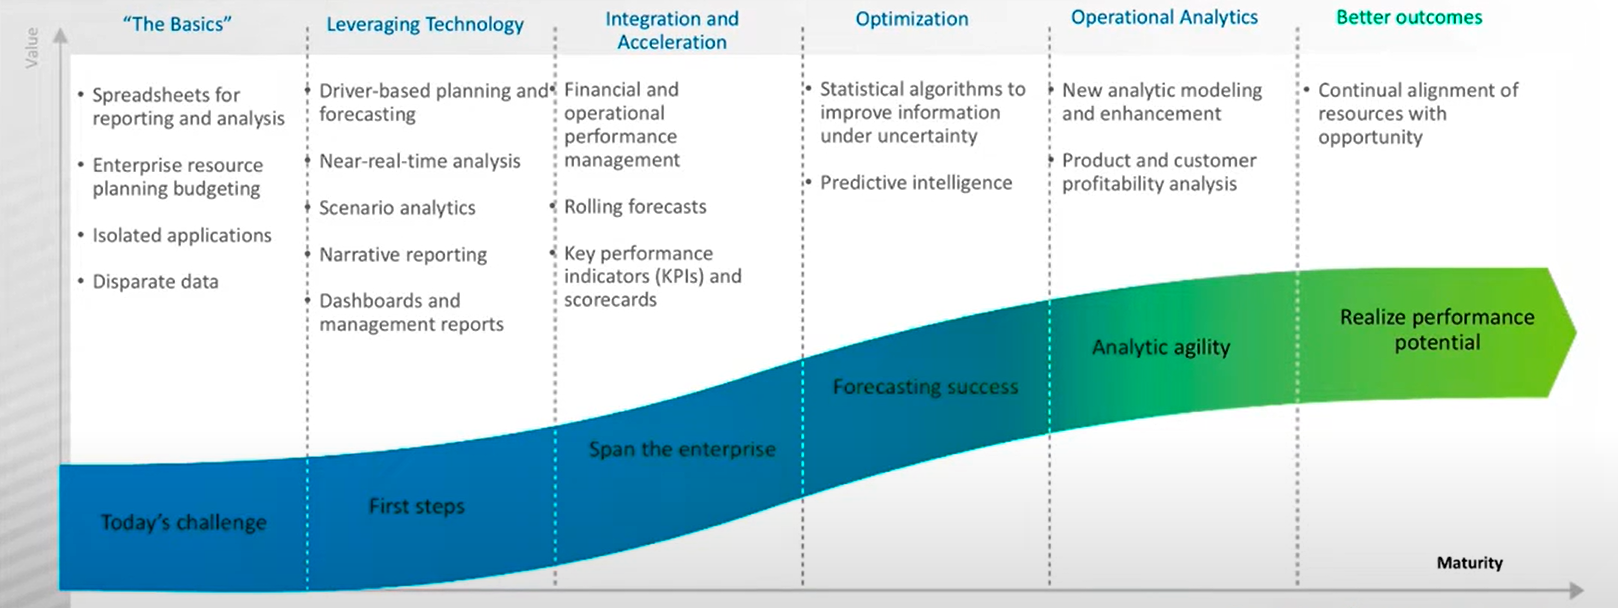 Value
“The Basics”
• Spreadsheets for
reporting and analysis
• Enterprise resource
planning budgeting
• Isolated applications
• Disparate data
Today’s challenge
Leveraging Technology
• Driver-based planning and
forecasting
• Near-real-time analysis
• Scenario analytics
• Narrative reporting
• Dashboards and
management reports
First steps
Integration and
Acceleration
• Financial and
operational
performance
management
• Rolling forecasts
• Key performance
indicators (KPIs) and
scorecards
Span the enterprise
Optimization
• Statistical algorithms to
improve information
under uncertainty
• Predictive intelligence
Forecasting success
Operational Analytics
• New analytic modeling
and enhancement
• Product and customer
profitability analysis
Analytic agility
Better outcomes
• Continual alignment of
resources with
opportunity
Realize performance
potential
Maturity